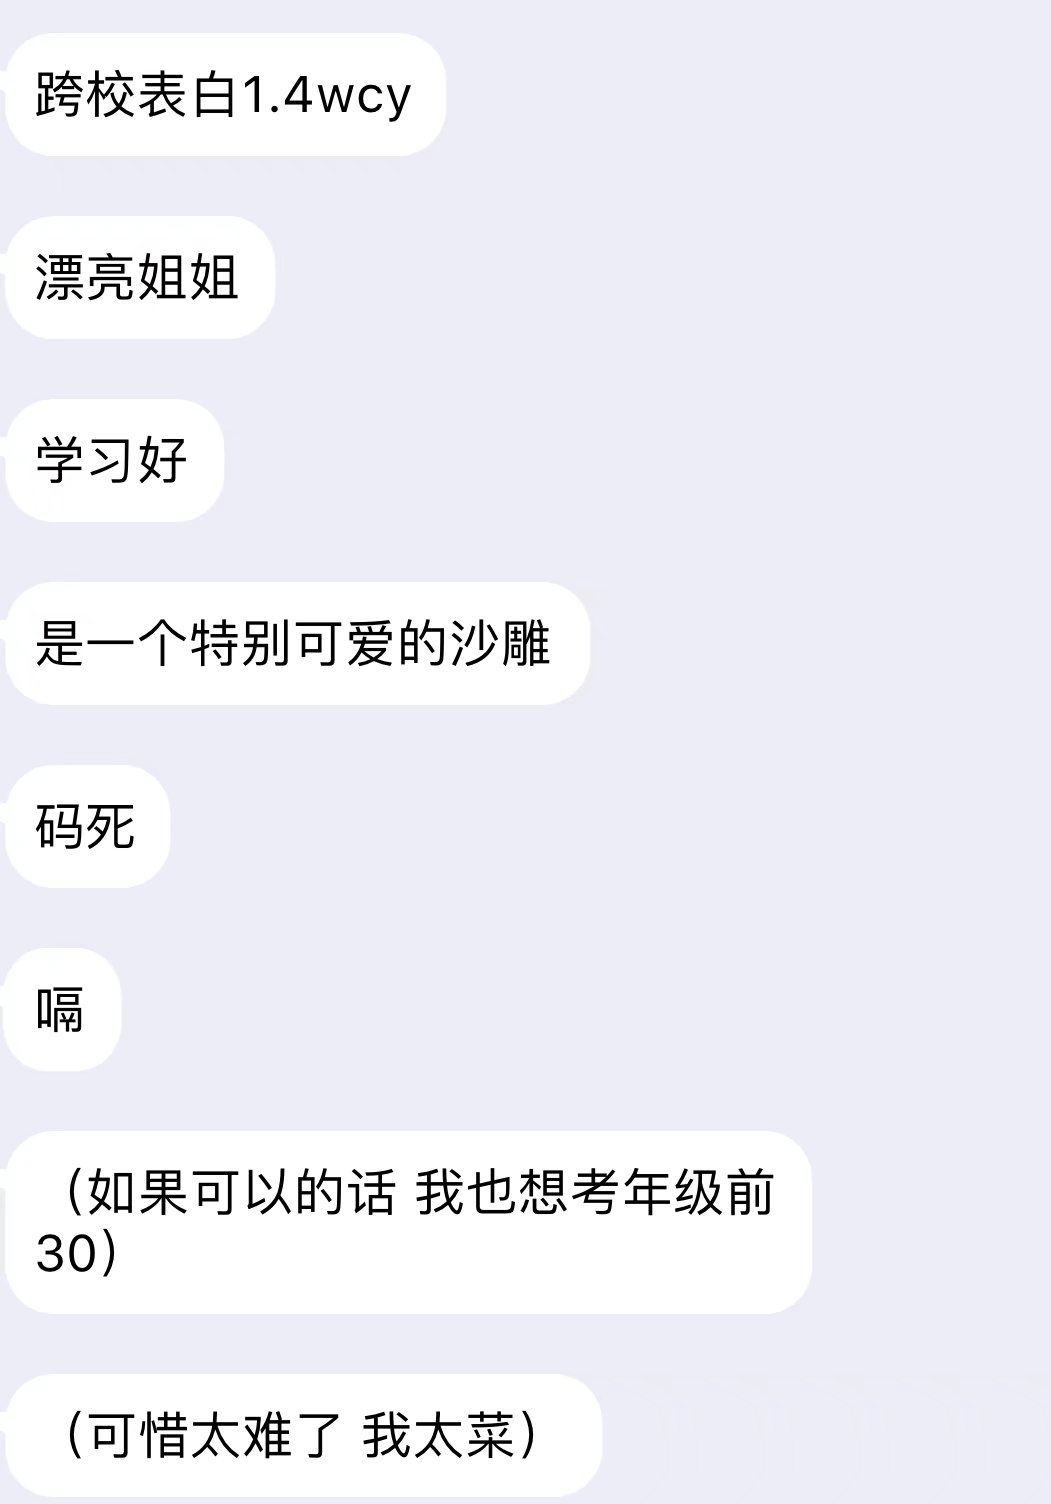 跨校表白1.4wcy
漂亮姐姐
学习好
是一个特别可爱的沙雕
码死
嗝
（如果可以的话 我也想考年级前
30）
（可惜太难了 我太菜）